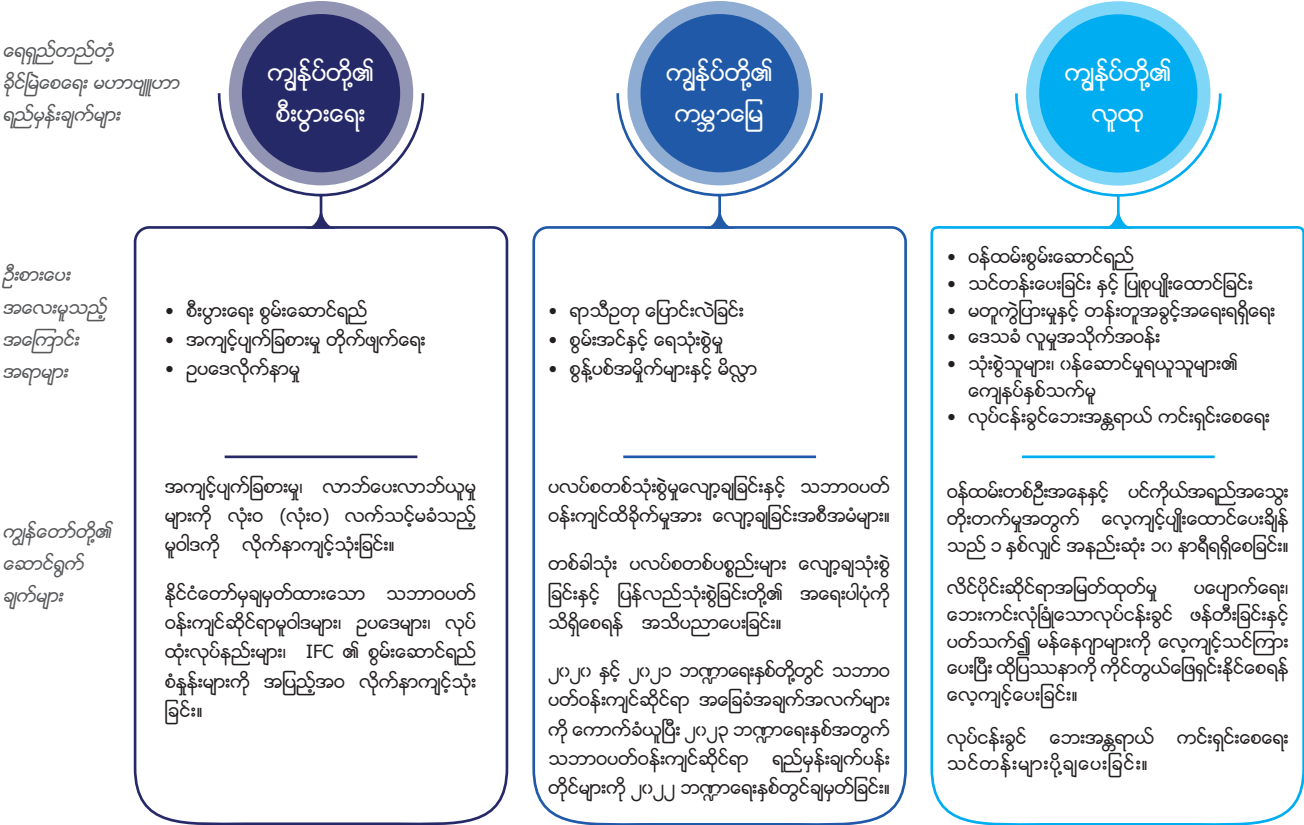 ရေရှည်တည်တံ့
ခိုင်မြဲစေရေး မဟာဗျူဟာ
ရည်မှန်းချက်များ
ကျွန်ုပ်တို့၏
စီးပွားရေး
ကျွန်ုပ်တို့၏
ကမ္ဘာမြေ
ကျွန်ုပ်တို့၏
လူထု
ဦးစားပေး
အလေးမူသည့်
အကြောင်း
အရာများ
• စီးပွားရေး စွမ်းဆောင်ရည်
• အကျင့်ပျက်ခြစားမှု တိုက်ဖျက်ရေး
• ဥပဒေလိုက်နာမှု
• ရာသီဥတု ပြောင်းလဲခြင်း
• စွမ်းအင်နှင့် ရေသုံးစွဲမှု
• စွန့်ပစ်အမှိုက်များနှင့် မိလ္လာ
• ဝန်ထမ်းစွမ်းဆောင်ရည်
• သင်တန်းပေးခြင်း နှင့် ပြုစုပျိုးထောင်ခြင်း
• မတူကွဲပြားမှုနှင့် တန်းတူအခွင့်အရေးရရှိရေး
• ဒေသခံ လူမှုအသိုက်အဝန်း
• သုံးစွဲသူများ၊ ဝန်ဆောင်မှုရယူသူများ၏
ကျေနပ်နှစ်သက်မှု
• လုပ်ငန်းခွင်ဘေးအန္တရာယ် ကင်းရှင်းစေရေး
ကျွန်တော်တို့၏
ဆောင်ရွက်
ချက်များ
အကျင့်ပျက်ခြစားမှု၊ လာဘ်ပေးလာဘ်ယူမှု
များကို လုံးဝ (လုံးဝ) လက်သင့်မခံသည့်
မူဝါဒကို လိုက်နာကျင့်သုံးခြင်း။
နိုင်ငံတော်မှချမှတ်ထားသော သဘာဝပတ်
ဝန်းကျင်ဆိုင်ရာမူဝါဒများ၊ ဥပဒေများ၊ လုပ်
ထုံးလုပ်နည်းများ၊ IFC ၏ စွမ်းဆောင်ရည်
စံနှုန်းများကို အပြည့်အဝ လိုက်နာကျင့်သုံး
ခြင်း။
ပလပ်စတစ်သုံးစွဲမှုလျော့ချခြင်းနှင့် သဘာဝပတ်
ဝန်းကျင်ထိခိုက်မှုအား လျော့ချခြင်းအစီအမံများ။
တစ်ခါသုံး ပလပ်စတစ်ပစ္စည်းများ လျော့ချသုံးစွဲ
ခြင်းနှင့် ပြန်လည်သုံးစွဲခြင်းတို့၏ အရေးပါပုံကို
သိရှိစေရန် အသိပညာပေးခြင်း။
၂၀၂၀ နှင့် ၂၀၂၁ ဘဏ္ဍာရေးနှစ်တို့တွင် သဘာဝ
ပတ်ဝန်းကျင်ဆိုင်ရာ အခြေခံအချက်အလက်များ
ကို ကောက်ခံယူပြီး ၂၀၂၃ ဘဏ္ဍာရေးနှစ်အတွက်
သဘာဝပတ်ဝန်းကျင်ဆိုင်ရာ ရည်မှန်းချက်ပန်း
တိုင်များကို ၂၀၂၂ ဘဏ္ဍာရေးနှစ်တွင်ချမှတ်ခြင်း။
ဝန်ထမ်းတစ်ဦးအနေနှင့် ပင်ကိုယ်အရည်အသွေး
တိုးတက်မှုအတွက် လေ့ကျင့်ပျိုးထောင်ပေးချိန်
သည် ၁ နှစ်လျှင် အနည်းဆုံး ၁၀ နာရီရရှိစေခြင်း။
လိင်ပိုင်းဆိုင်ရာအမြတ်ထုတ်မှု ပပျောက်ရေး၊
ဘေးကင်းလုံခြုံသောလုပ်ငန်းခွင် ဖန်တီးခြင်းနှင့်
ပတ်သက်၍ မန်နေဂျာများကို လေ့ကျင့်သင်ကြား
ပေးပြီး ထိုပြဿနာကို ကိုင်တွယ်ဖြေရှင်းနိုင်စေရန်
လေ့ကျင့်ပေးခြင်း။
လုပ်ငန်းခွင် ဘေးအန္တရာယ် ကင်းရှင်းစေရေး
သင်တန်းများပို့ချပေးခြင်း။